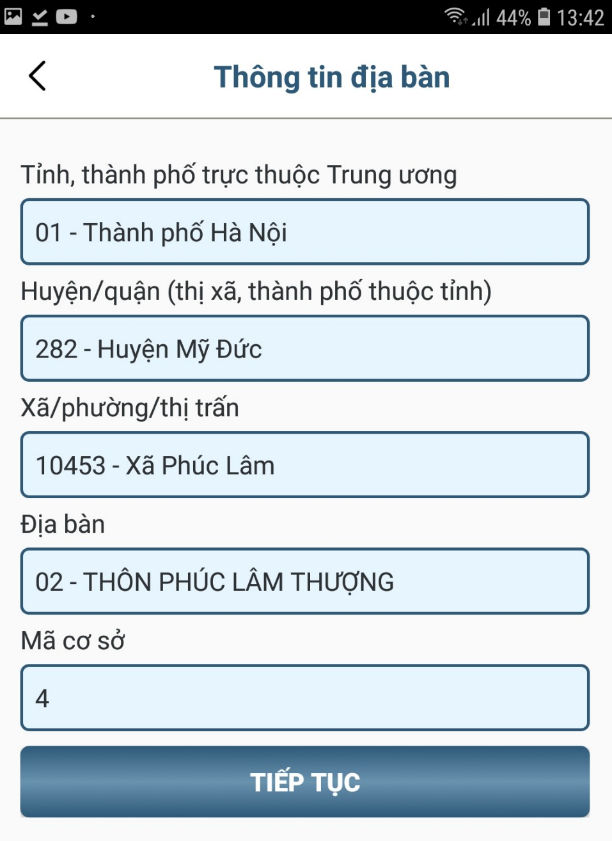 44% 13:42
Thông tin địa bàn
Tỉnh, thành phố trực thuộc Trung ương
01 - Thành phố Hà Nội
Huyện/quận (thị xã, thành phố thuộc tỉnh)
282 - Huyện Mỹ Đức
Xã/phường/thị trấn
10453 - Xã Phúc Lâm
Địa bàn
02 - THÔN PHÚC LÂM THƯỢNG
Mã cơ sở
4
TIẾP TỤC